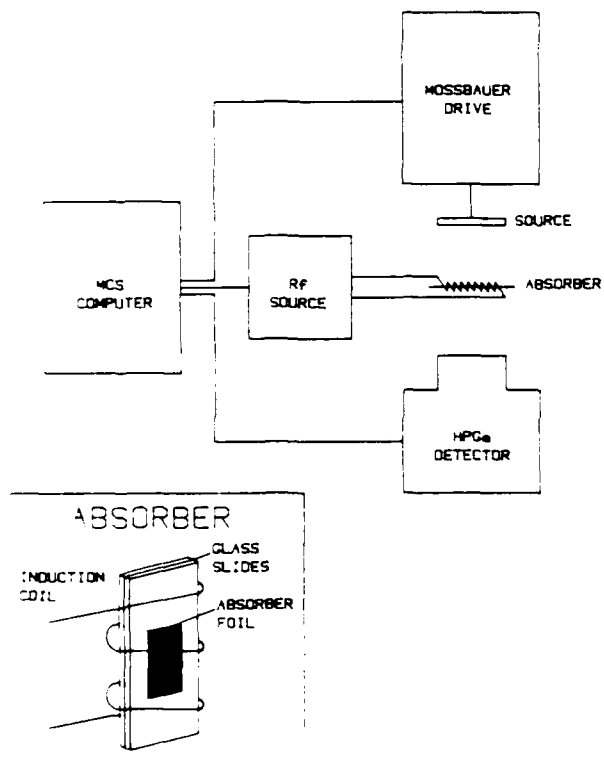 MOSSBAUER
DRIVE
SOURCE
MCS
COMPUTER
Rf
SOURCE
ABSORBER
HPGe
DETECTOR
ABSORBER
GLASS
SLIDES
INDUCTION
COIL
ABSORBER
FOIL